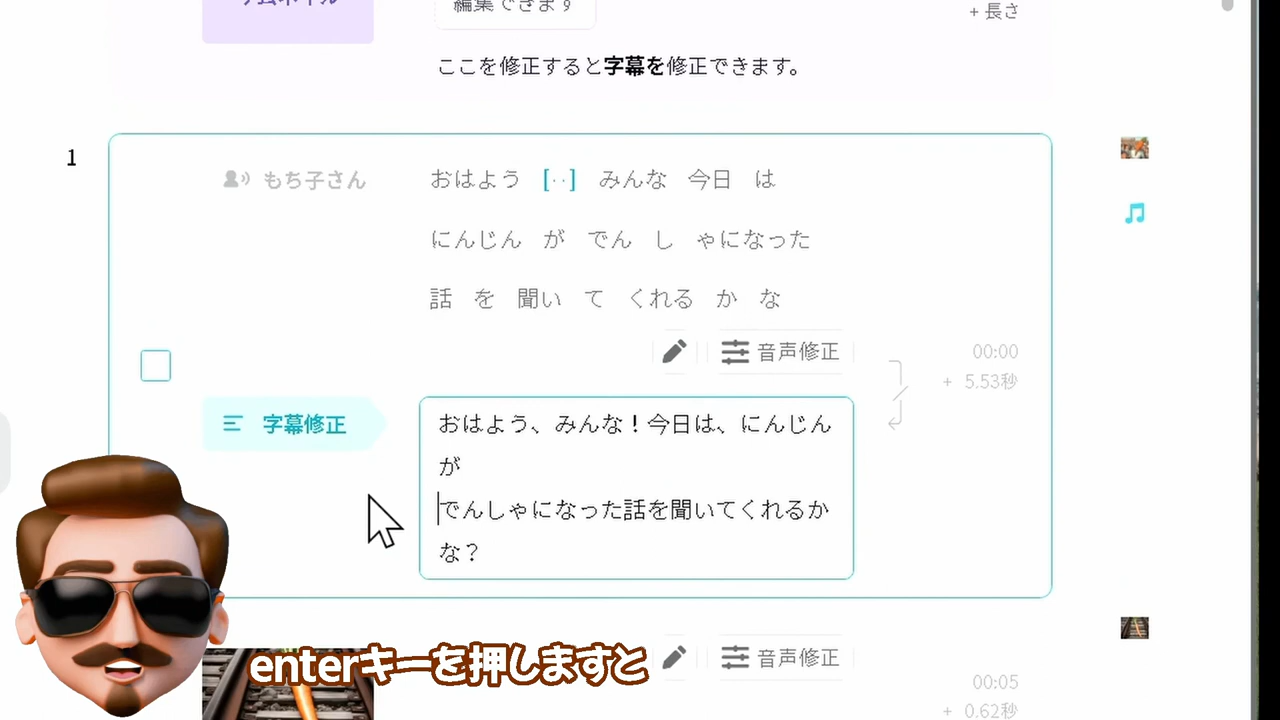 サムネイル
編集できます
+ 長さ
ここを修正すると字幕を修正できます。
1
もち子さん
おはよう [··] みんな 今日 は
にんじん が でん し ゃになった
話 を 聞い て くれる か な
音声修正
00:00
+ 5.53秒
字幕修正
おはよう、みんな！今日は、にんじん
が
でんしゃになった話を聞いてくれるか
な？
enterキーを押しますと
音声修正
00:05
+ 0.62秒